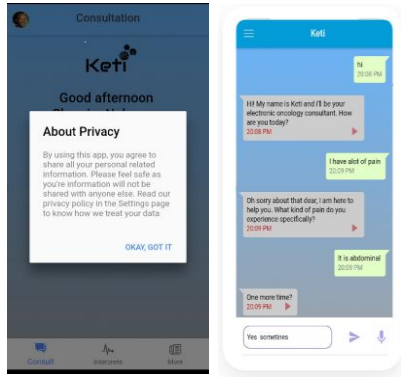 Consultation
Keti
Good afternoon
About Privacy
By using this app, you agree to
share all your personal related
information. Please feel safe as
you're information will not be
shared with anyone else. Read our
privacy policy in the Settings page
to know how we treat your data
OKAY, GOT IT
Consult
Interprete
More
Keti
hi
20:08 PM
Hi! My name is Keti and I'll be your
electronic oncology consultant. How
are you today?
20:08 PM
I have alot of pain
20:09 PM
Oh sorry about that dear, I am here to
help you. What kind of pain do you
experience specifically?
20:09 PM
It is abdominal
20:09 PM
One more time?
20:09 PM
Yes sometines